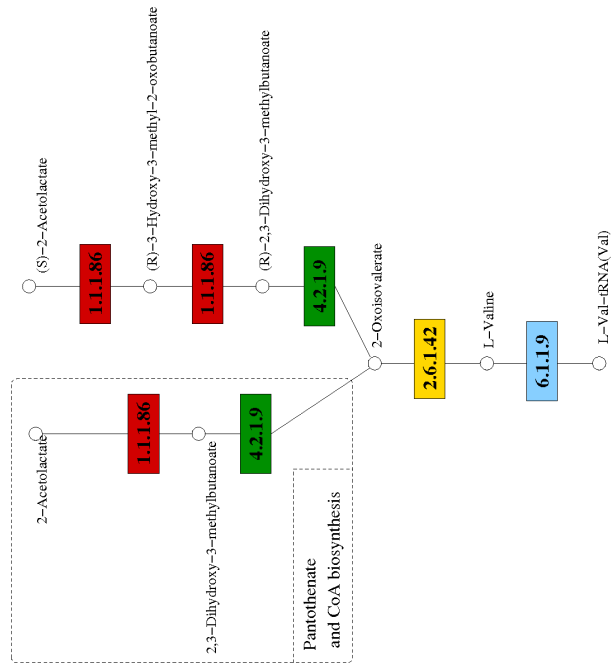 (S)−2−Acetolactate
1.1.1.86
(R)−3−Hydroxy−3−methyl−2−oxobutanoate
1.1.1.86
(R)−2,3−Dihydroxy−3−methylbutanoate
4.2.1.9
2−Acetolactate
1.1.1.86
2,3−Dihydroxy−3−methylbutanoate
4.2.1.9
Pantothenate
and CoA biosynthesis
2−Oxoisovalerate
2.6.1.42
L−Valine
6.1.1.9
L−Val−tRNA(Val)